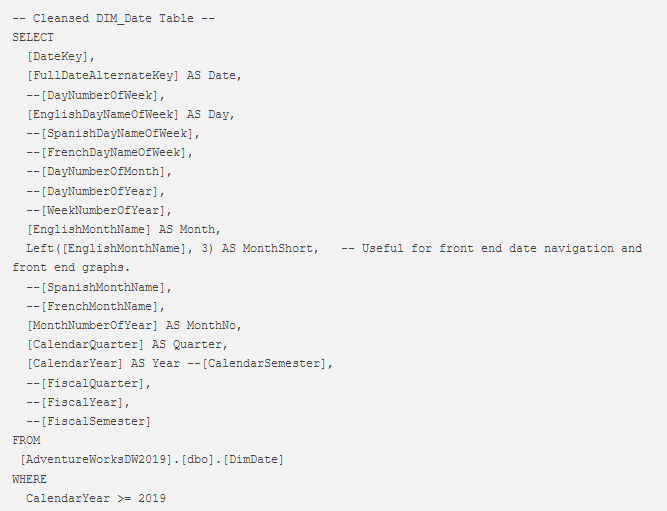 -- Cleansed DIM_Date Table --
SELECT
[DateKey],
[FullDateAlternateKey] AS Date,
--[DayNumberOfWeek],
[EnglishDayNameOfWeek] AS Day,
--[SpanishDayNameOfWeek],
--[FrenchDayNameOfWeek],
--[DayNumberOfMonth],
--[DayNumberOfYear],
--[WeekNumberOfYear],
[EnglishMonthName] AS Month,
Left([EnglishMonthName], 3) AS MonthShort,   -- Useful for front end date navigation and
front end graphs.
--[SpanishMonthName],
--[FrenchMonthName],
[MonthNumberOfYear] AS MonthNo,
[CalendarQuarter] AS Quarter,
[CalendarYear] AS Year --[CalendarSemester],
--[FiscalQuarter],
--[FiscalYear],
--[FiscalSemester]
FROM
[AdventureWorksDW2019].[dbo].[DimDate]
WHERE
CalendarYear >= 2019